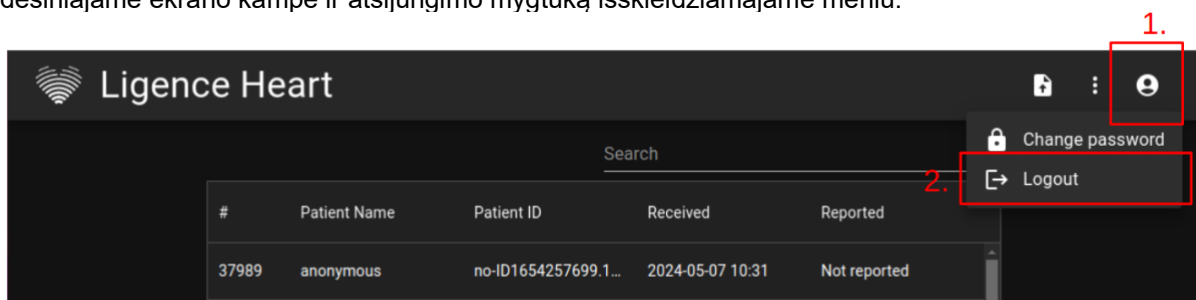 dešiniajame ekrano kampe ir atsijungimo mygtuką išskleidžiamajame meniu.
1.
Ligence Heart
Change password
Search
2.
Logout
# Patient Name Patient ID Received Reported
37989 anonymous no-ID1654257699.1... 2024-05-07 10:31 Not reported